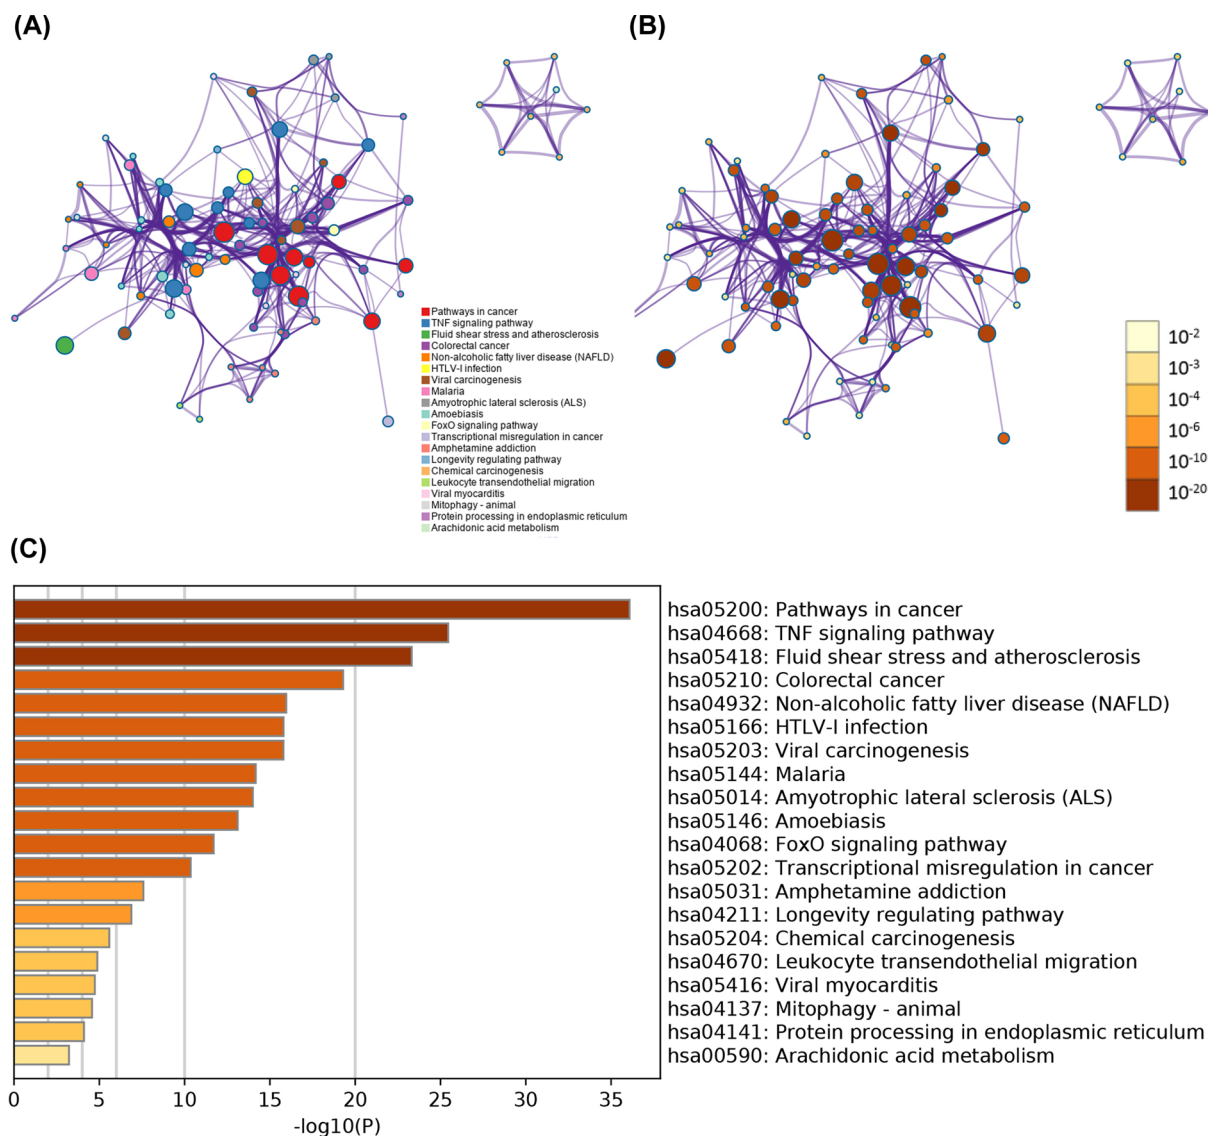 (A)
(B)
Pathways in cancer
TNF signaling pathway
Fluid shear stress and atherosclerosis
Colorectal cancer
Non-alcoholic fatty liver disease (NAFLD)
HTLV-I infection
Viral carcinogenesis
Malaria
Amyotrophic lateral sclerosis (ALS)
Amoebiasis
FoxO signaling pathway
Transcriptional misregulation in cancer
Amphetamine addiction
Longevity regulating pathway
Chemical carcinogenesis
Leukocyte transendothelial migration
Viral myocarditis
Mitophagy - animal
Protein processing in endoplasmic reticulum
Arachidonic acid metabolism
10-2
10-3
10-4
10-6
10-10
10-20
(C)
hsa05200: Pathways in cancer
hsa04668: TNF signaling pathway
hsa05418: Fluid shear stress and atherosclerosis
hsa05210: Colorectal cancer
hsa04932: Non-alcoholic fatty liver disease (NAFLD)
hsa05166: HTLV-I infection
hsa05203: Viral carcinogenesis
hsa05144: Malaria
hsa05014: Amyotrophic lateral sclerosis (ALS)
hsa05146: Amoebiasis
hsa04068: FoxO signaling pathway
hsa05202: Transcriptional misregulation in cancer
hsa05031: Amphetamine addiction
hsa04211: Longevity regulating pathway
hsa05204: Chemical carcinogenesis
hsa04670: Leukocyte transendothelial migration
hsa05416: Viral myocarditis
hsa04137: Mitophagy - animal
hsa04141: Protein processing in endoplasmic reticulum
hsa00590: Arachidonic acid metabolism
0 5 10 15 20 25 30 35
-log10(P)